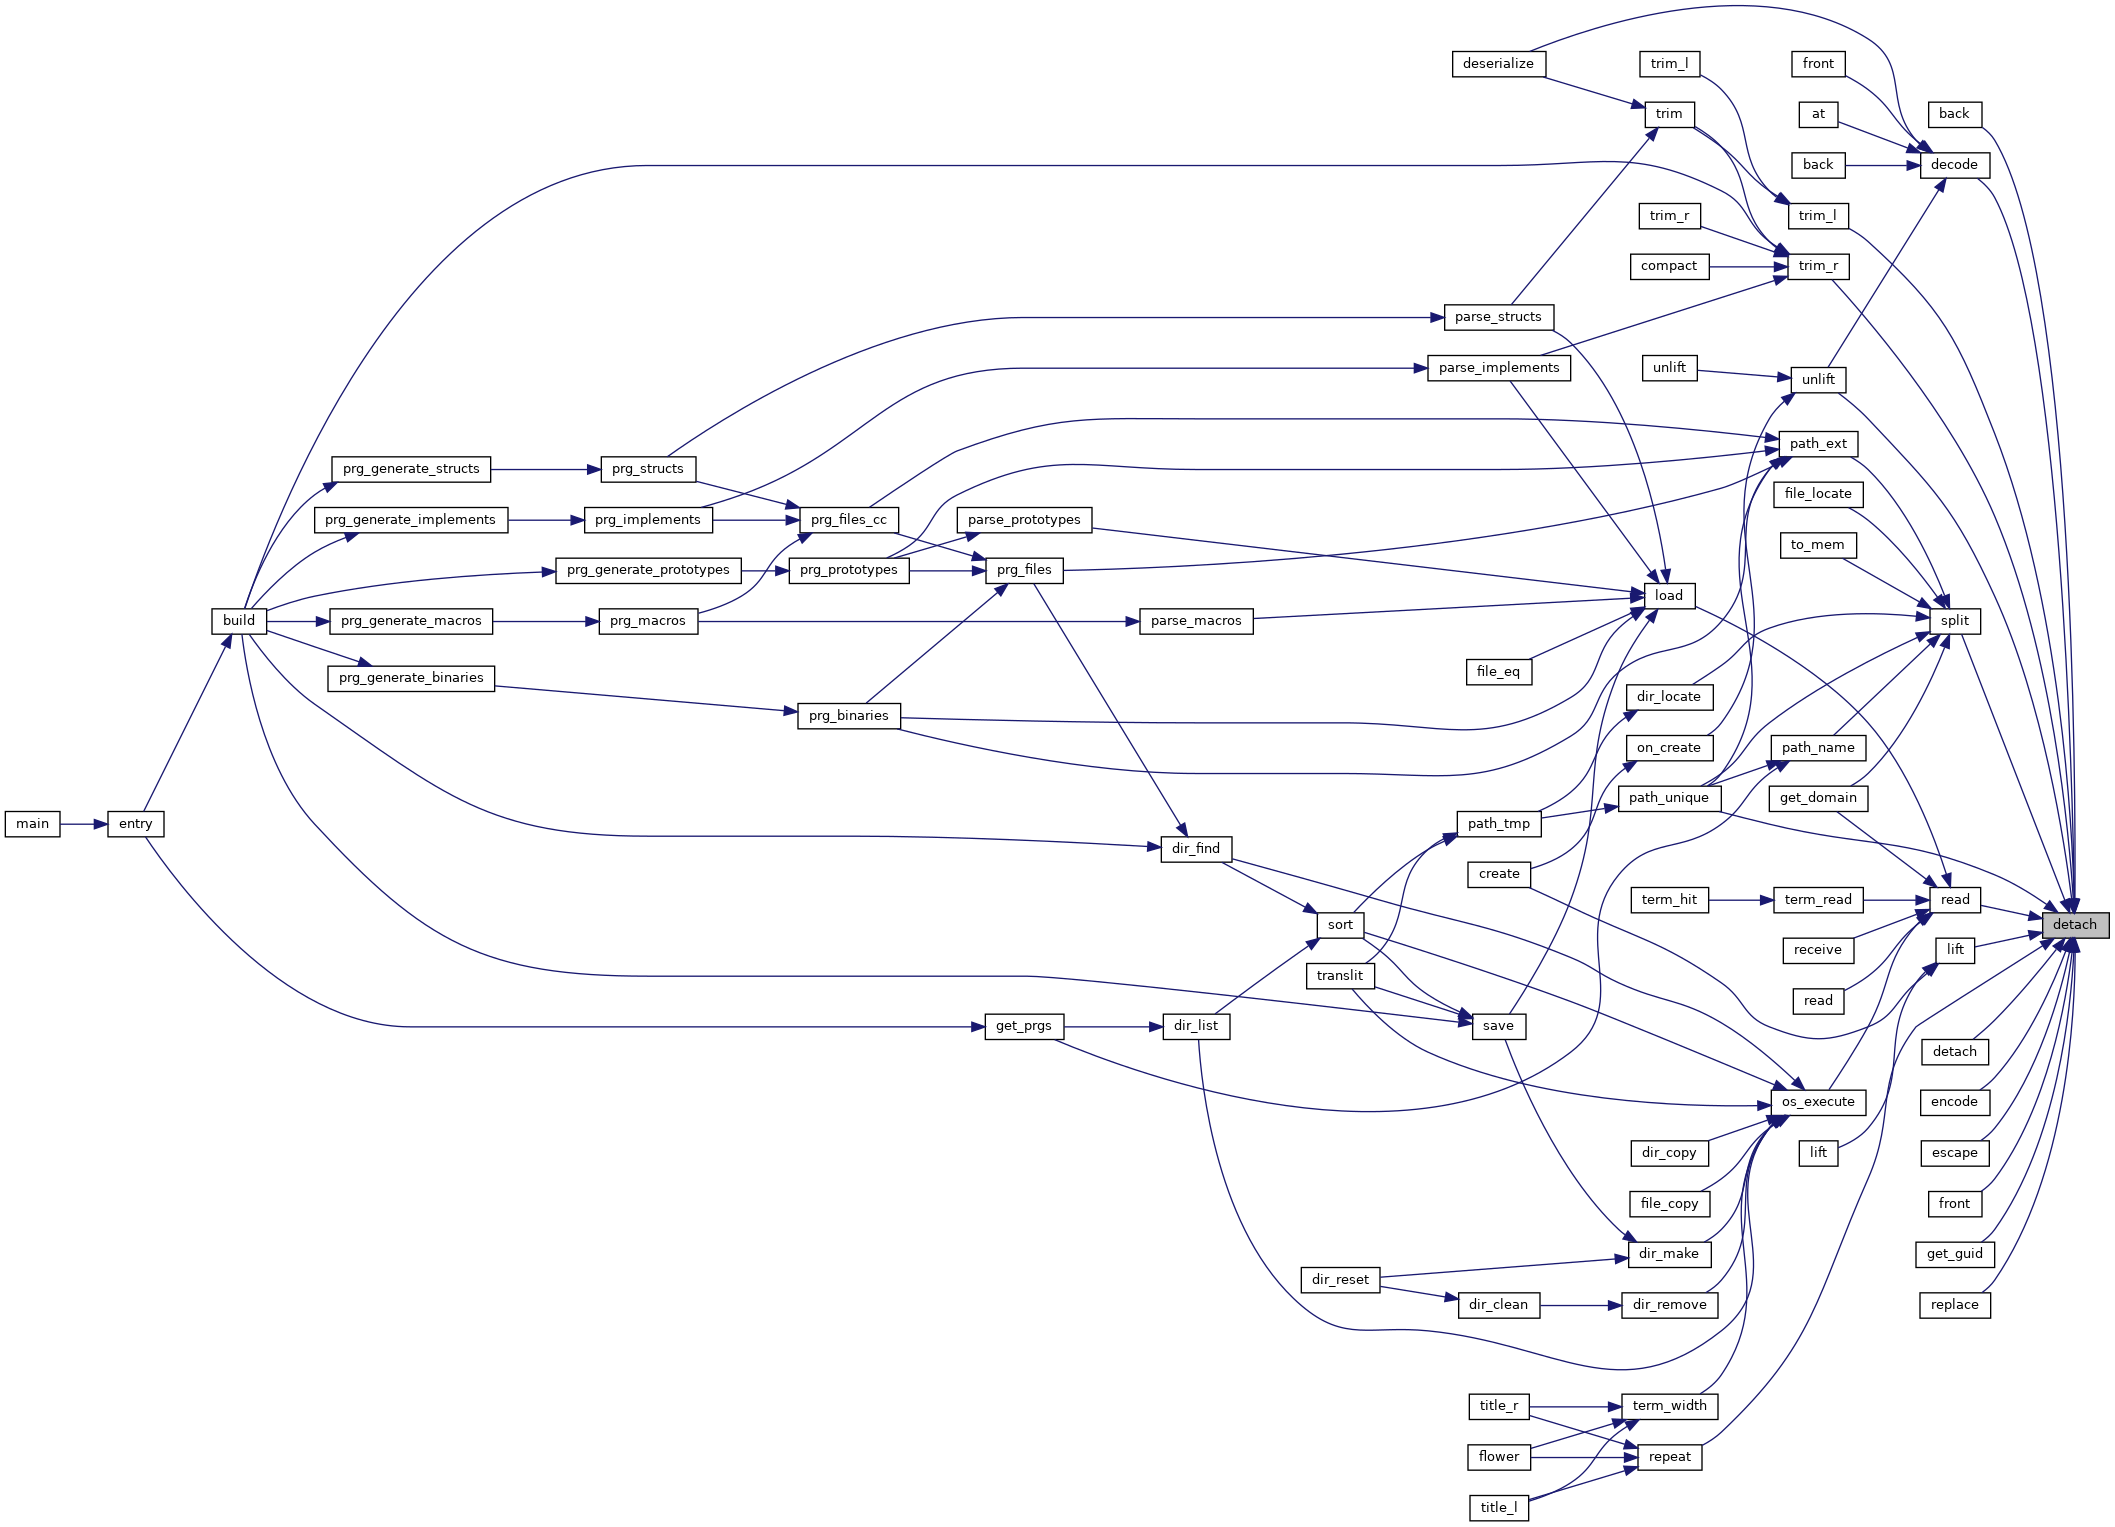 main
entry
build
prg_generate_structs
prg_generate_implements
prg_generate_prototypes
prg_generate_macros
prg_generate_binaries
prg_structs
prg_implements
prg_macros
prg_files_cc
prg_prototypes
prg_binaries
parse_prototypes
prg_files
get_prgs
parse_macros
dir_find
dir_list
sort
translit
dir_reset
deserialize
parse_structs
parse_implements
file_eq
path_tmp
create
save
dir_clean
title_r
flower
title_l
trim_l
trim
trim_r
compact
unlift
load
dir_locate
on_create
path_unique
term_hit
dir_copy
file_copy
dir_make
dir_remove
term_width
repeat
front
at
back
trim_l
trim_r
unlift
path_ext
file_locate
to_mem
path_name
get_domain
term_read
receive
read
os_execute
lift
back
decode
split
read
lift
detach
encode
escape
front
get_guid
replace
detach